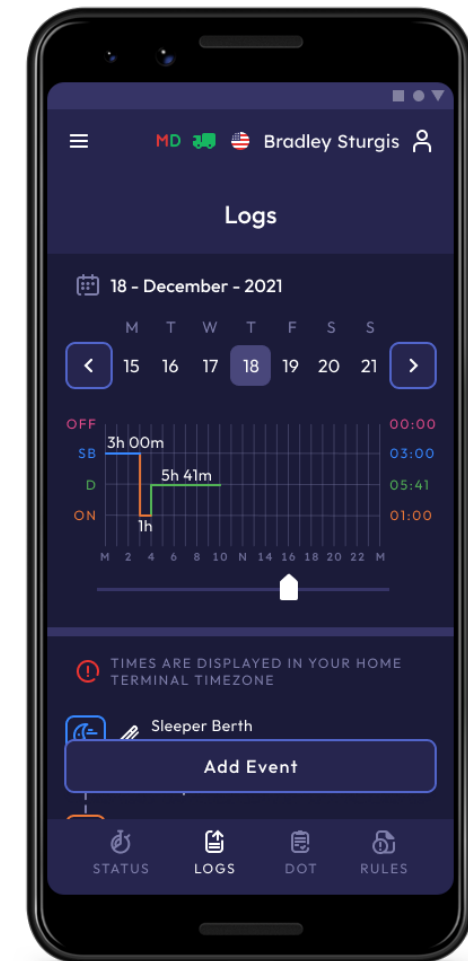 MD Bradley Sturgis
Logs
18 - December - 2021
M T W T F S S
15 16 17 18 19 20 21
OFF 00:00
3h 00m
SB 03:00
5h 41m
D 05:41
ON 01:00
1h
M 2 4 6 8 10 N 14 16 18 20 22 M
TIMES ARE DISPLAYED IN YOUR HOME
TERMINAL TIMEZONE
Sleeper Berth
Add Event
STATUS LOGS DOT RULES